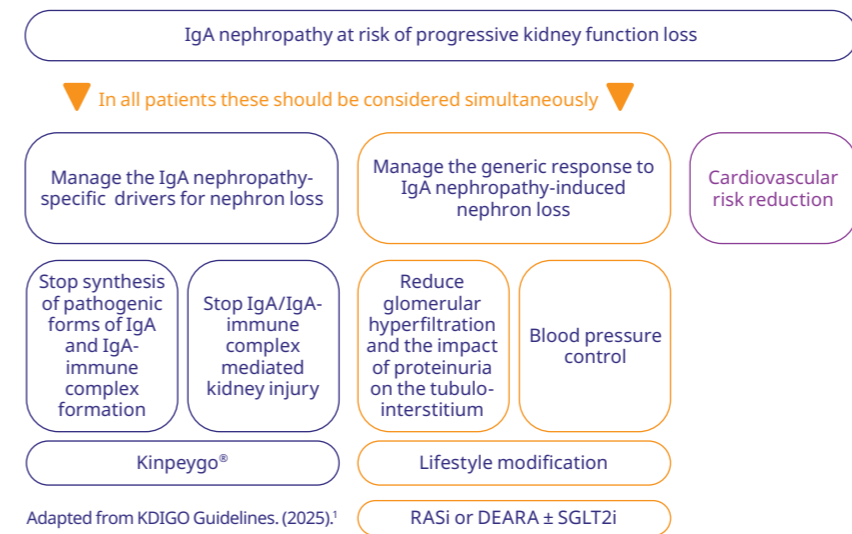 IgA nephropathy at risk of progressive kidney function loss
In all patients these should be considered simultaneously
Manage the IgA nephropathy-
specific drivers for nephron loss
Manage the generic response to
IgA nephropathy-induced
nephron loss
Cardiovascular
risk reduction
Stop synthesis
of pathogenic
forms of IgA
and IgA-
immune
complex
formation
Stop IgA/IgA-
immune
complex
mediated
kidney injury
Reduce
glomerular
hyperfiltration
and the impact
of proteinuria
on the tubulo-
interstitium
Blood pressure
control
Kinpeygo®
Lifestyle modification
Adapted from KDIGO Guidelines. (2025).¹
RASi or DEARA ± SGLT2i